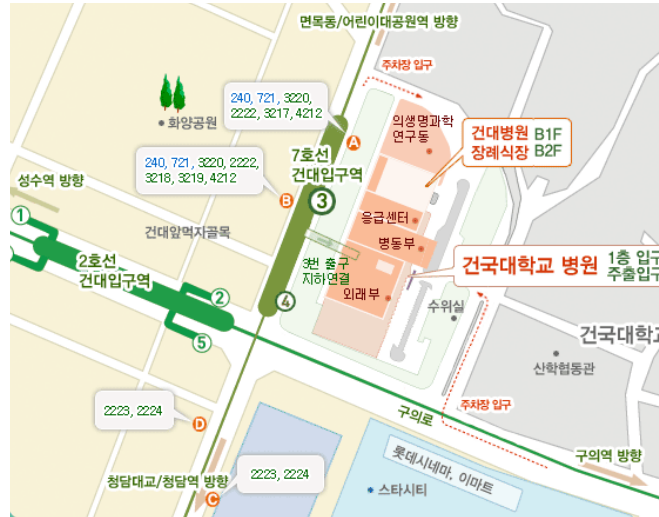 면목동/어린이대공원역 방향
주차장 입구
240, 721, 3220,
2222, 3217, 4212
화양공원
A
의생명과학
연구동
건대병원 B1F
장례식장 B2F
7호선
건대입구역
3
240, 721, 3220, 2222,
3218, 3219, 4212
B
성수역 방향
1
건대앞먹자골목
응급센터
병동부
2호선
건대입구역
3번 출구
지하연결
건국대학교 병원
1층 입구
주출입구
2
4
외래부
수위실
5
건국대학교
산학협동관
주차장 입구
2223, 2224
D
구의로
구의역 방향
롯데시네마, 이마트
청담대교/청담역 방향
C
2223, 2224
스타시티